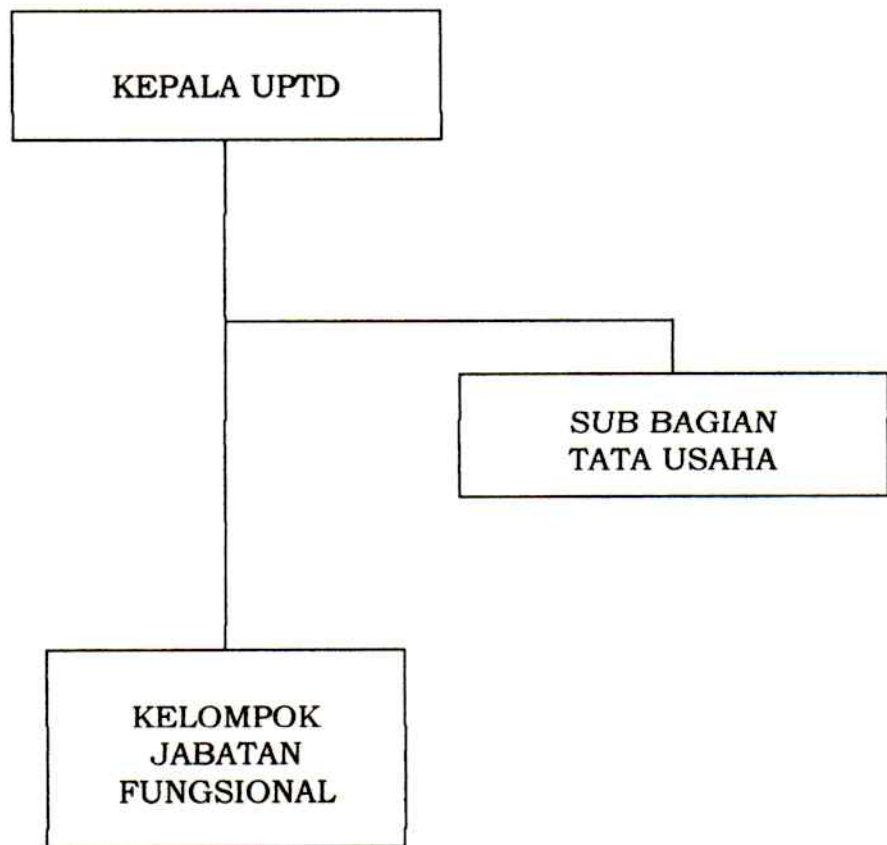 KEPALA UPTD
SUB BAGIAN
TATA USAHA
KELOMPOK
JABATAN
FUNGSIONAL